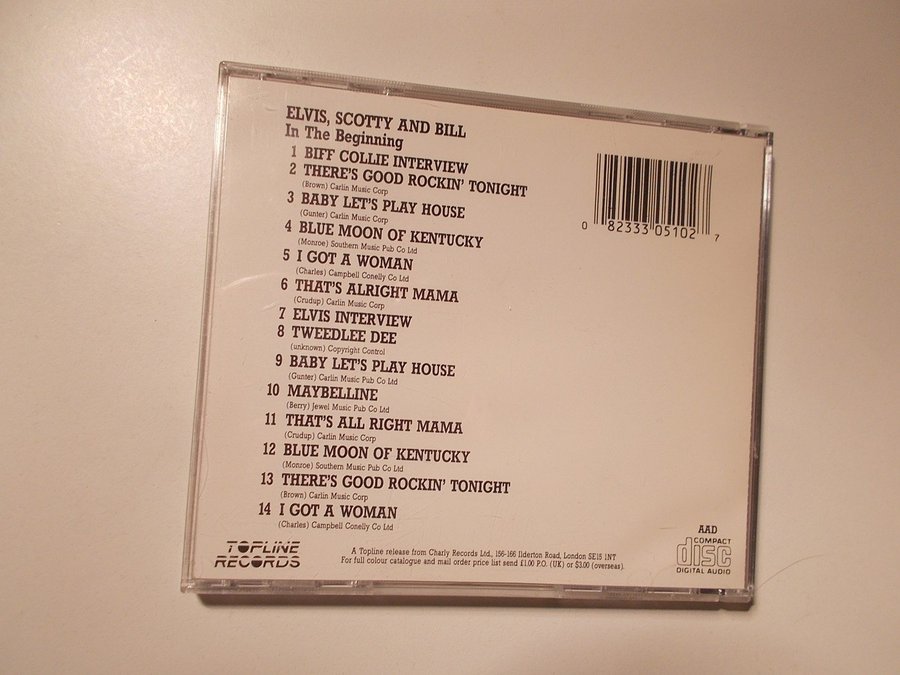 ELVIS, SCOTTY AND BILL
In The Beginning
1 BIFF COLLIE INTERVIEW
2 THERE'S GOOD ROCKIN' TONIGHT
(Brown) Carlin Music Corp
3 BABY LET'S PLAY HOUSE
(Gunter) Carlin Music Corp
4 BLUE MOON OF KENTUCKY
(Monroe) Southern Music Pub Co Ltd
5 I GOT A WOMAN
(Charles) Campbell Conelly Co Ltd
6 THAT'S ALRIGHT MAMA
(Crudup) Carlin Music Corp
7 ELVIS INTERVIEW
8 TWEEDLEE DEE
(unknown) Copyright Control
9 BABY LET'S PLAY HOUSE
(Gunter) Carlin Music Pub Co Ltd
10 MAYBELLINE
(Berry) Jewel Music Pub Co Ltd
11 THAT'S ALL RIGHT MAMA
(Crudup) Carlin Music Corp
12 BLUE MOON OF KENTUCKY
(Monroe) Southern Music Pub Co Ltd
13 THERE'S GOOD ROCKIN' TONIGHT
(Brown) Carlin Music Corp
14 I GOT A WOMAN
(Charles) Campbell Conelly Co Ltd
0 82333 05102 7
TOPLINE
RECORDS
A Topline release from Charly Records Ltd., 156-166 Ilderton Road, London SE15 1NT
For full colour catalogue and mail order price list send £1.00 P.O. (UK) or $3.00 (overseas).
AAD
COMPACT
disc
DIGITAL AUDIO